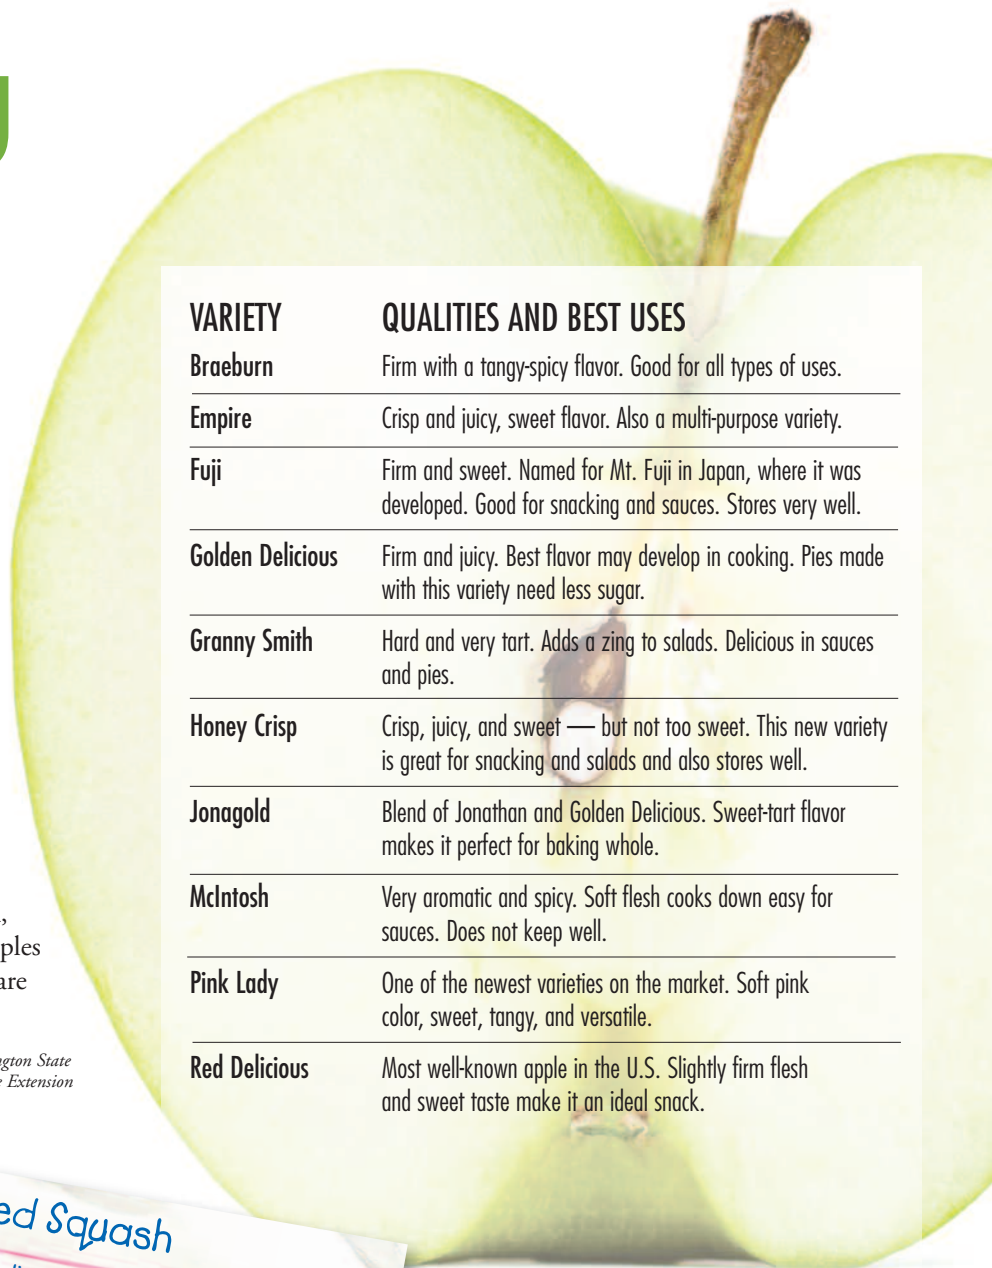 VARIETY QUALITIES AND BEST USES
Braeburn Firm with a tangy-spicy flavor. Good for all types of uses.
Empire Crisp and juicy, sweet flavor. Also a multi-purpose variety.
Fuji Firm and sweet. Named for Mt. Fuji in Japan, where it was
developed. Good for snacking and sauces. Stores very well.
Golden Delicious Firm and juicy. Best flavor may develop in cooking. Pies made
with this variety need less sugar.
Granny Smith Hard and very tart. Adds a zing to salads. Delicious in sauces
and pies.
Honey Crisp Crisp, juicy, and sweet — but not too sweet. This new variety
is great for snacking and salads and also stores well.
Jonagold Blend of Jonathan and Golden Delicious. Sweet-tart flavor
makes it perfect for baking whole.
McIntosh Very aromatic and spicy. Soft flesh cooks down easy for
sauces. Does not keep well.
Pink Lady One of the newest varieties on the market. Soft pink
color, sweet, tangy, and versatile.
Red Delicious Most well-known apple in the U.S. Slightly firm flesh
and sweet taste make it an ideal snack.
,
ples
are
gton State
Extension
ed Squash